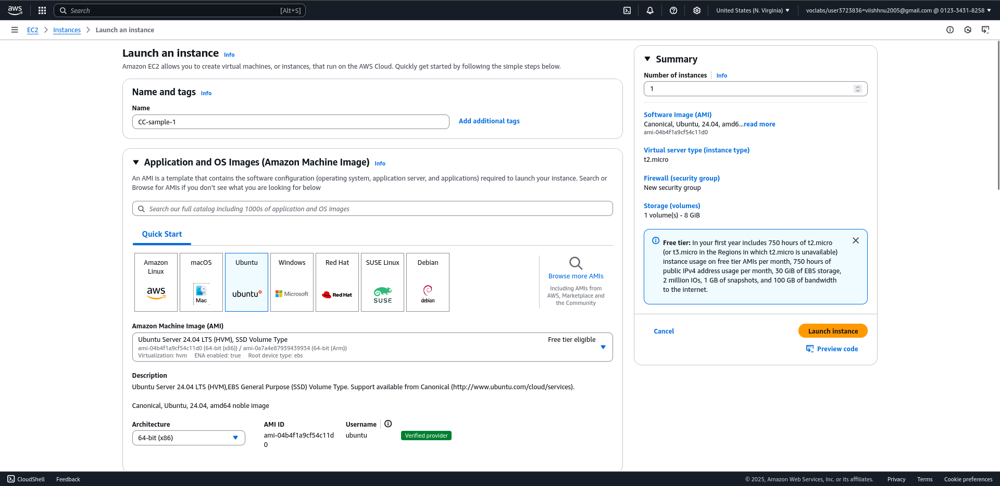 aws
Search [Alt+S]
United States (N. Virginia)
voclabs/user3723836=viishhnu2005@gmail.com @ 0123-3431-8258
EC2 > Instances > Launch an instance
Launch an instance Info
Amazon EC2 allows you to create virtual machines, or instances, that run on the AWS Cloud. Quickly get started by following the simple steps below.
Name and tags Info
Name
CC-sample-1
Add additional tags
Application and OS Images (Amazon Machine Image) Info
An AMI is a template that contains the software configuration (operating system, application server, and applications) required to launch your instance. Search or
Browse for AMIs if you don't see what you are looking for below
Search our full catalog including 1000s of application and OS images
Quick Start
Amazon
Linux
aws
macOS
Mac
Ubuntu
ubuntu
Windows
Microsoft
Red Hat
Red Hat
SUSE Linux
SUSE
Debian
debian
Browse more AMIs
Including AMIs from
AWS, Marketplace and
the Community
Amazon Machine Image (AMI)
Ubuntu Server 24.04 LTS (HVM), SSD Volume Type
Free tier eligible
ami-04b4f1a9cf54c11d0 (64-bit (x86)) / ami-0a7a4e87939439934 (64-bit (Arm))
Virtualization: hvm ENA enabled: true Root device type: ebs
Description
Ubuntu Server 24.04 LTS (HVM),EBS General Purpose (SSD) Volume Type. Support available from Canonical (http://www.ubuntu.com/cloud/services).
Canonical, Ubuntu, 24.04, amd64 noble image
Architecture
64-bit (x86)
AMI ID
ami-04b4f1a9cf54c11d
0
Username
ubuntu
Verified provider
Summary
Number of instances Info
1
Software Image (AMI)
Canonical, Ubuntu, 24.04, amd6...read more
ami-04b4f1a9cf54c11d0
Virtual server type (instance type)
t2.micro
Firewall (security group)
New security group
Storage (volumes)
1 volume(s) - 8 GiB
Free tier: In your first year includes 750 hours of t2.micro
(or t3.micro in the Regions in which t2.micro is unavailable)
instance usage on free tier AMIs per month, 750 hours of
public IPv4 address usage per month, 30 GiB of EBS storage,
2 million IOs, 1 GB of snapshots, and 100 GB of bandwidth
to the internet.
Cancel
Launch instance
Preview code
CloudShell Feedback
© 2025, Amazon Web Services, Inc. or its affiliates. Privacy Terms Cookie preferences